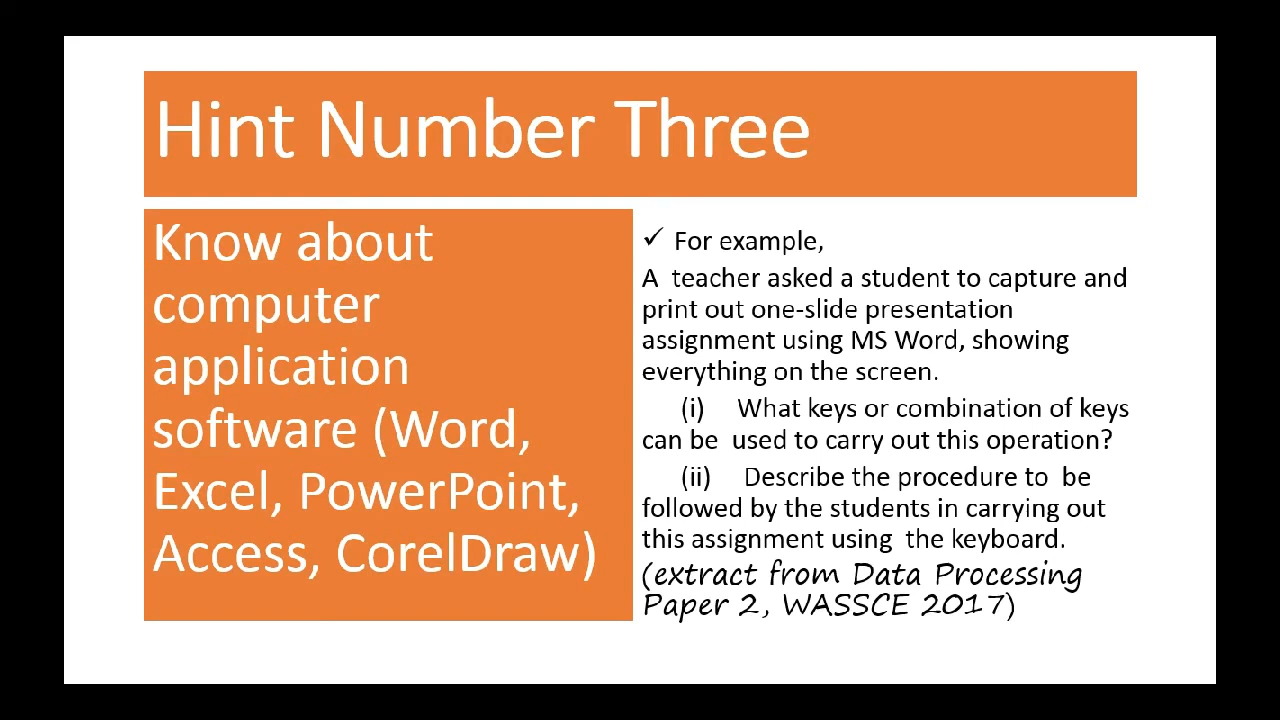 Hint Number Three
Know about
computer
application
software (Word,
Excel, PowerPoint,
Access, CorelDraw)
✓ For example,
A teacher asked a student to capture and
print out one-slide presentation
assignment using MS Word, showing
everything on the screen.
(i) What keys or combination of keys
can be used to carry out this operation?
(ii) Describe the procedure to be
followed by the students in carrying out
this assignment using the keyboard.
(extract from Data Processing
Paper 2, WASSCE 2017)